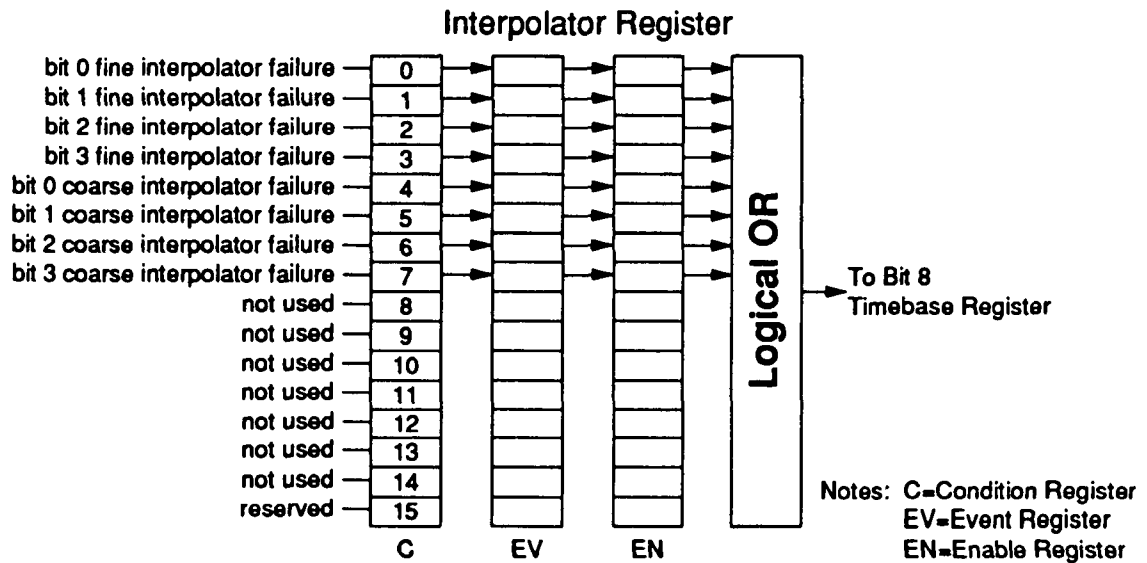 Interpolator Register
bit 0 fine interpolator failure 0
bit 1 fine interpolator failure 1
bit 2 fine interpolator failure 2
bit 3 fine interpolator failure 3
bit 0 coarse interpolator failure 4
bit 1 coarse interpolator failure 5
bit 2 coarse interpolator failure 6
bit 3 coarse interpolator failure 7
not used 8
not used 9
not used 10
not used 11
not used 12
not used 13
not used 14
reserved 15
C EV EN
Logical OR
To Bit 8
Timebase Register
Notes: C=Condition Register
EV=Event Register
EN=Enable Register